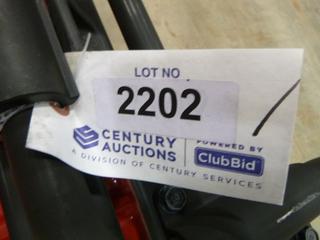 LOT NO
2202
CENTURY AUCTIONS
A DIVISION OF CENTURY SERVICES
POWERED BY
ClubBid